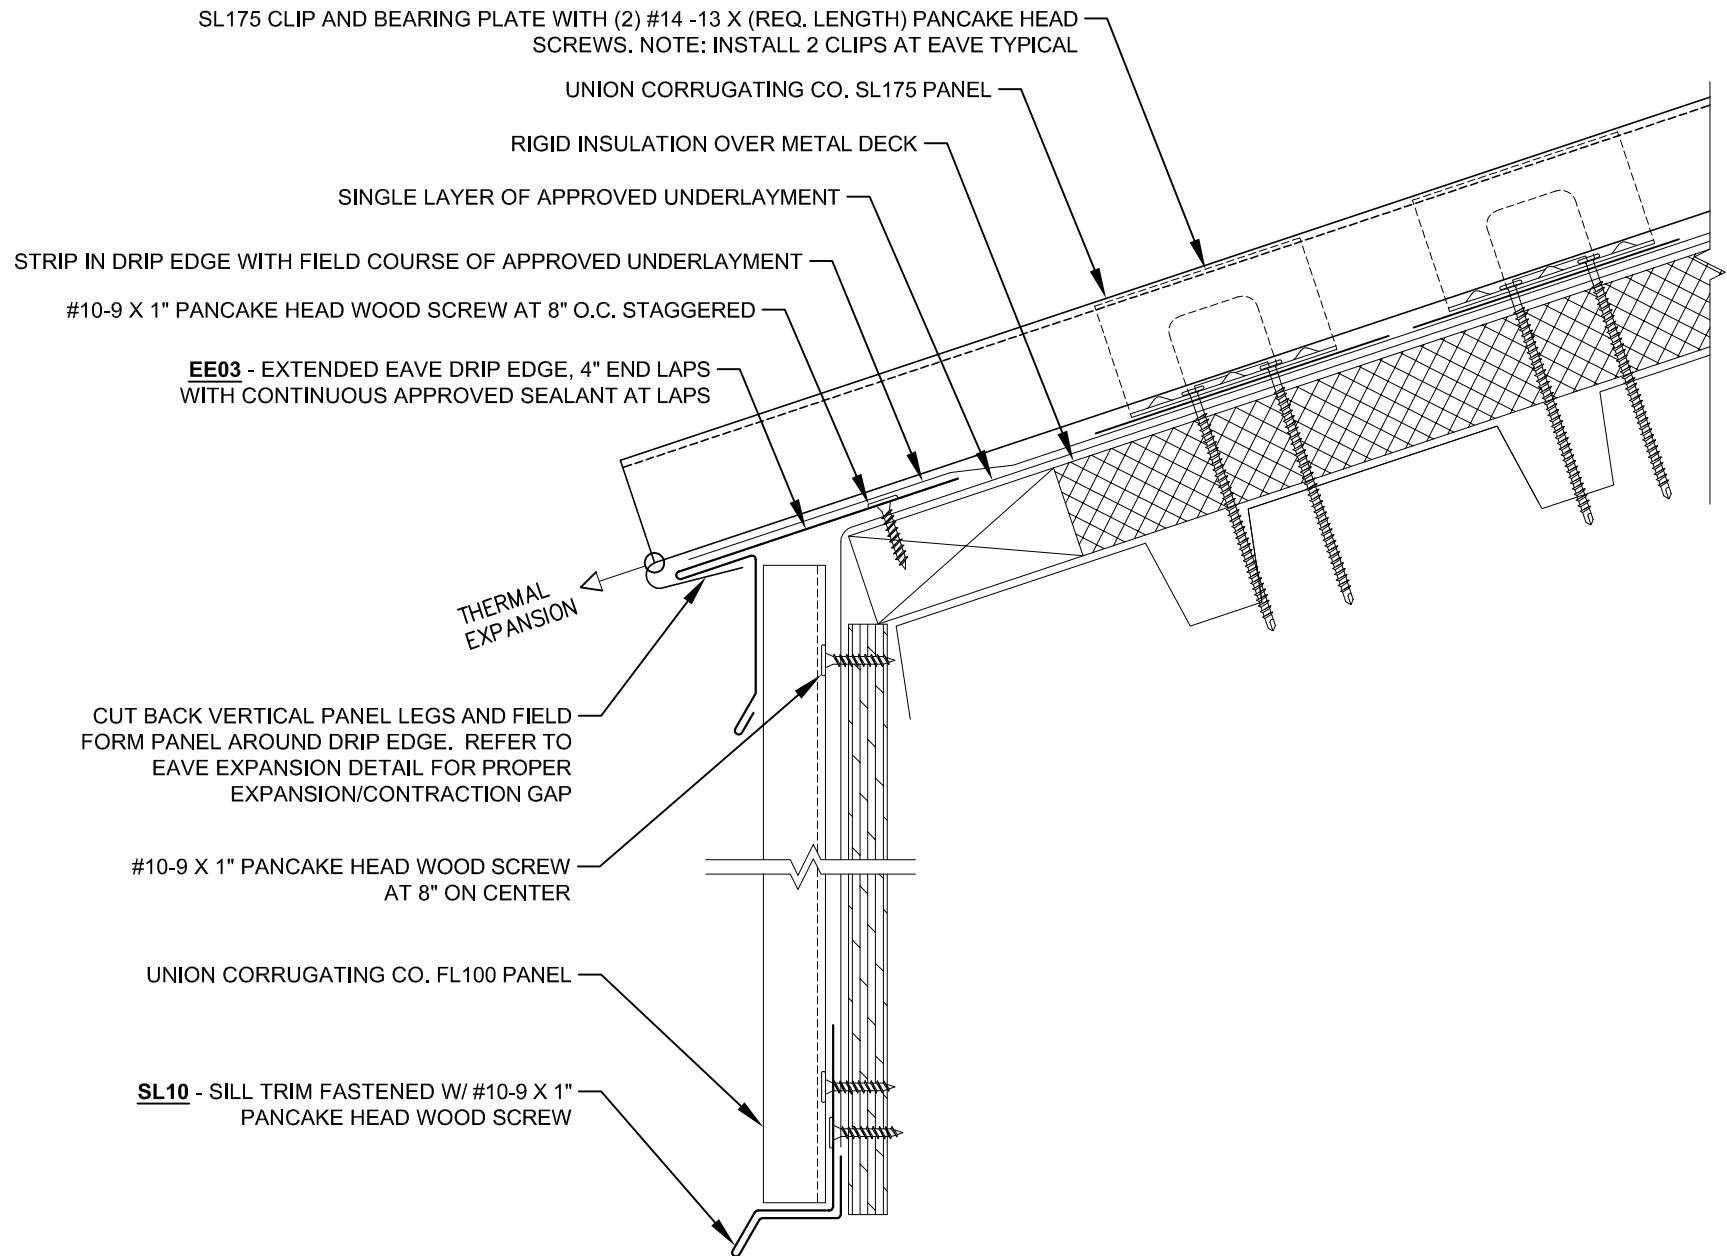 SL175 CLIP AND BEARING PLATE WITH (2) #14 -13 X (REQ. LENGTH) PANCAKE HEAD
SCREWS. NOTE: INSTALL 2 CLIPS AT EAVE TYPICAL
UNION CORRUGATING CO. SL175 PANEL
RIGID INSULATION OVER METAL DECK
SINGLE LAYER OF APPROVED UNDERLAYMENT
STRIP IN DRIP EDGE WITH FIELD COURSE OF APPROVED UNDERLAYMENT
#10-9 X 1" PANCAKE HEAD WOOD SCREW AT 8" O.C. STAGGERED
EE03 - EXTENDED EAVE DRIP EDGE, 4" END LAPS
WITH CONTINUOUS APPROVED SEALANT AT LAPS
THERMAL
EXPANSION
CUT BACK VERTICAL PANEL LEGS AND FIELD
FORM PANEL AROUND DRIP EDGE. REFER TO
EAVE EXPANSION DETAIL FOR PROPER
EXPANSION/CONTRACTION GAP
#10-9 X 1" PANCAKE HEAD WOOD SCREW
AT 8" ON CENTER
UNION CORRUGATING CO. FL100 PANEL
SL10 - SILL TRIM FASTENED W/ #10-9 X 1"
PANCAKE HEAD WOOD SCREW